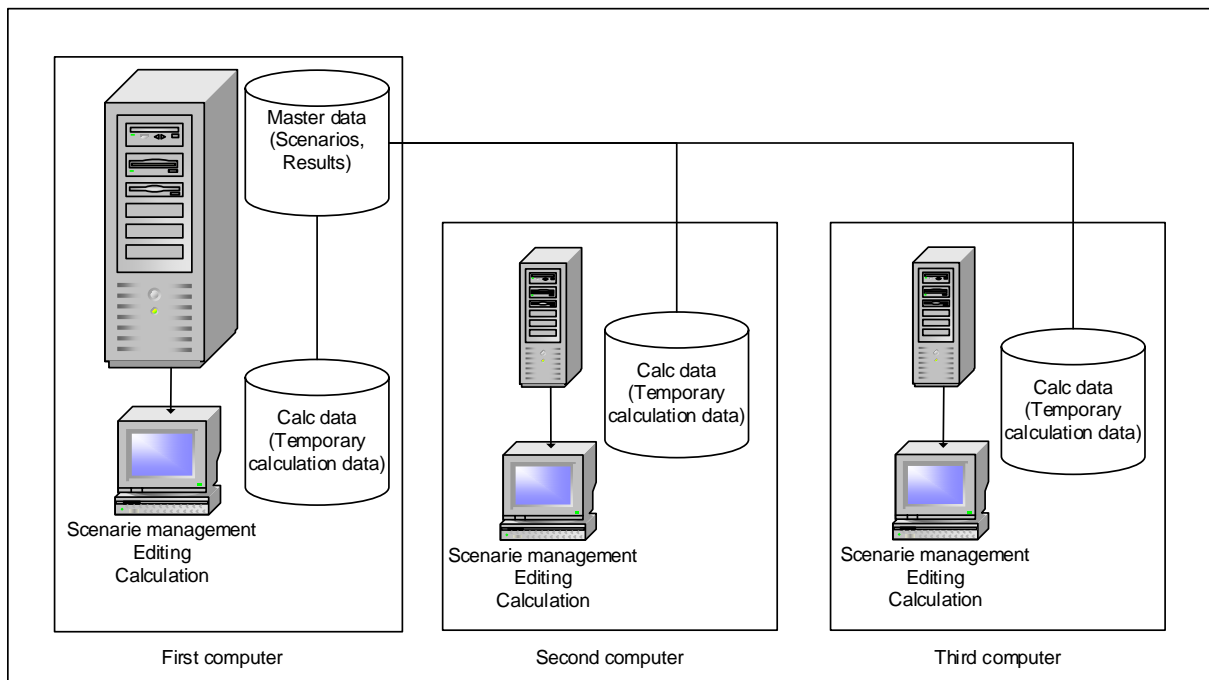 Master data
(Scenarios,
Results)
Calc data
(Temporary
calculation data)
Scenarie management
Editing
Calculation
First computer
Calc data
(Temporary
calculation data)
Scenarie management
Editing
Calculation
Second computer
Calc data
(Temporary
calculation data)
Scenarie management
Editing
Calculation
Third computer